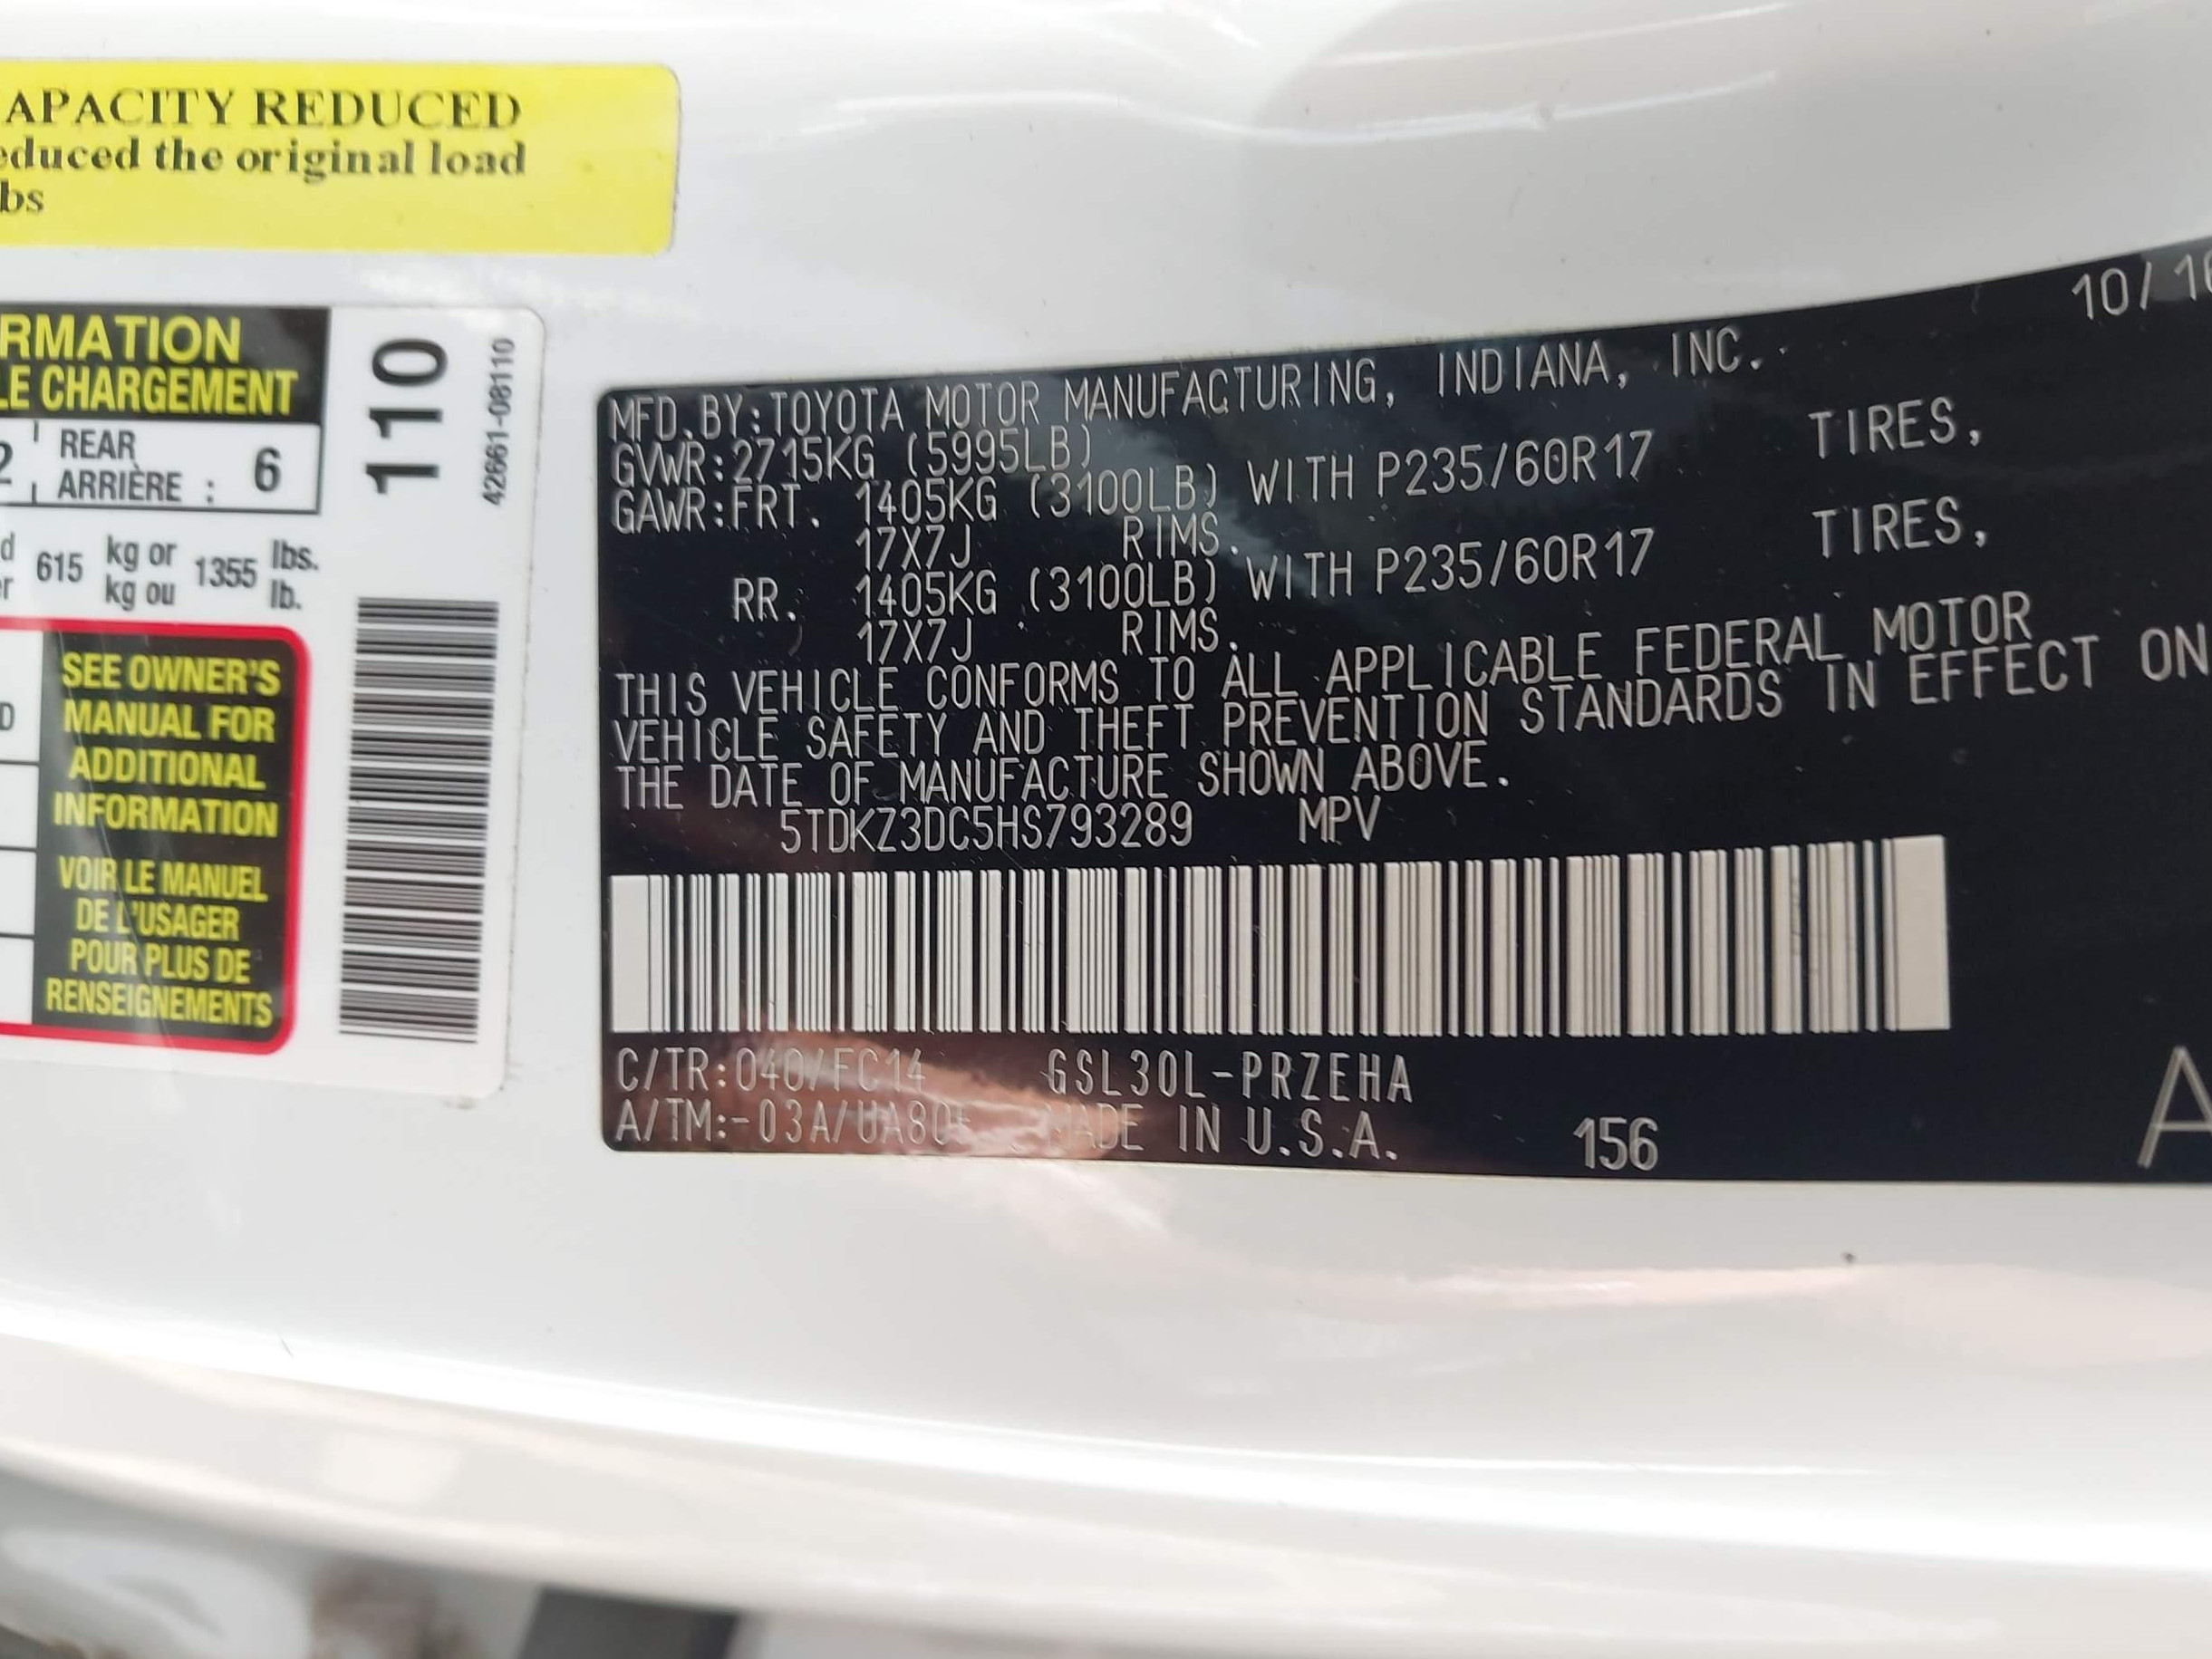 APACITY REDUCED
educed the original load
bs
RMATION
LE CHARGEMENT
2 REAR
ARRIÈRE : 6
615 kg or 1355 lbs.
kg ou lb.
SEE OWNER'S
MANUAL FOR
ADDITIONAL
INFORMATION
VOIR LE MANUEL
DE L'USAGER
POUR PLUS DE
RENSEIGNEMENTS
110
42661-08110
10/16
MFD.BY:TOYOTA MOTOR MANUFACTURING, INDIANA, INC.
GVWR:2715KG (5995LB)
GAWR:FRT. 1405KG (3100LB) WITH P235/60R17 TIRES,
17X7J RIMS.
RR. 1405KG (3100LB) WITH P235/60R17 TIRES,
17X7J RIMS.
THIS VEHICLE CONFORMS TO ALL APPLICABLE FEDERAL MOTOR
VEHICLE SAFETY AND THEFT PREVENTION STANDARDS IN EFFECT ON
THE DATE OF MANUFACTURE SHOWN ABOVE.
5TDKZ3DC5HS793289 MPV
C/TR:040/FC14 GSL30L-PRZEHA
A/TM:-03A/UA80E MADE IN U.S.A. 156
A